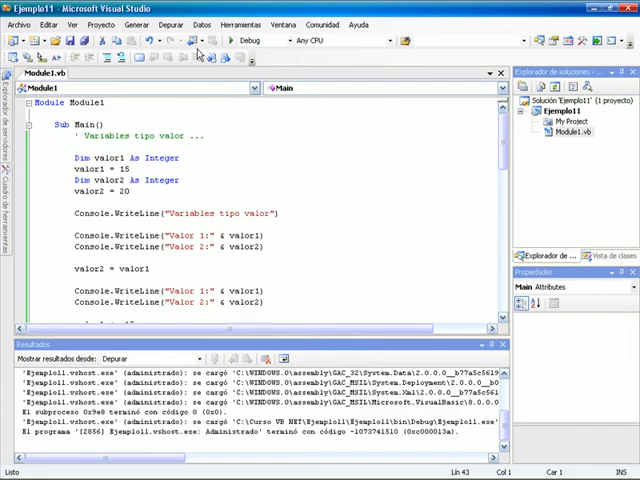 Ejemplo11 - Microsoft Visual Studio
Archivo Editar Ver Proyecto Generar Depurar Datos Herramientas Ventana Comunidad Ayuda
Debug Any CPU
Module1.vb
Module1 Main
Module Module1
Sub Main()
' Variables tipo valor ...
Dim valor1 As Integer
valor1 = 15
Dim valor2 As Integer
valor2 = 20
Console.WriteLine("Variables tipo valor")
Console.WriteLine("Valor 1:" & valor1)
Console.WriteLine("Valor 2:" & valor2)
valor2 = valor1
Console.WriteLine("Valor 1:" & valor1)
Console.WriteLine("Valor 2:" & valor2)
Explorador de servidores
Cuadro de herramientas
Explorador de soluciones
Solución 'Ejemplo11' (1 proyecto)
Ejemplo11
My Project
Module1.vb
Explorador de ... Vista de clases
Propiedades
Main Attributes
Resultados
Mostrar resultados desde: Depurar
'Ejemplo11.vshost.exe' (administrado): se cargó 'C:\WINDOWS.0\assembly\GAC_32\System.Data\2.0.0.0__b77a5c5619
'Ejemplo11.vshost.exe' (administrado): se cargó 'C:\WINDOWS.0\assembly\GAC_MSIL\System.Deployment\2.0.0.0__b
'Ejemplo11.vshost.exe' (administrado): se cargó 'C:\WINDOWS.0\assembly\GAC_MSIL\System.Xml\2.0.0.0__b77a5c56
'Ejemplo11.vshost.exe' (administrado): se cargó 'C:\WINDOWS.0\assembly\GAC_MSIL\Microsoft.VisualBasic\8.0.0.
El subproceso 0x9e8 terminó con código 0 (0x0).
'Ejemplo11.vshost.exe' (administrado): se cargó 'C:\Curso VB NET\Ejemplo11\Ejemplo11\bin\Debug\Ejemplo11.exe'
El programa '[2856] Ejemplo11.vshost.exe: Administrado' terminó con código -1073741510 (0xc000013a).
Listo Lín 43 Col 1 Car 1 INS